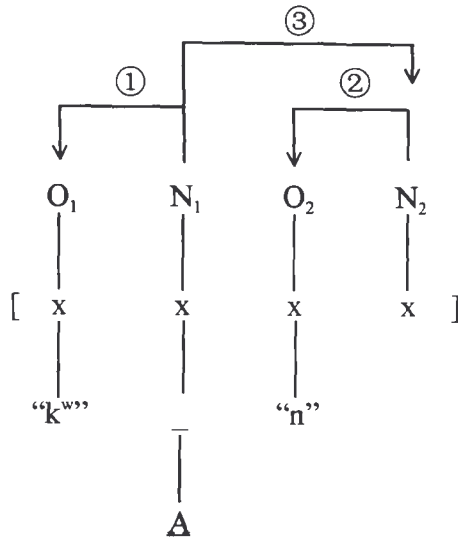 ③
① ②
O₁ N₁ O₂ N₂
[ x x x x ]
“kʷ” _ “n”
A